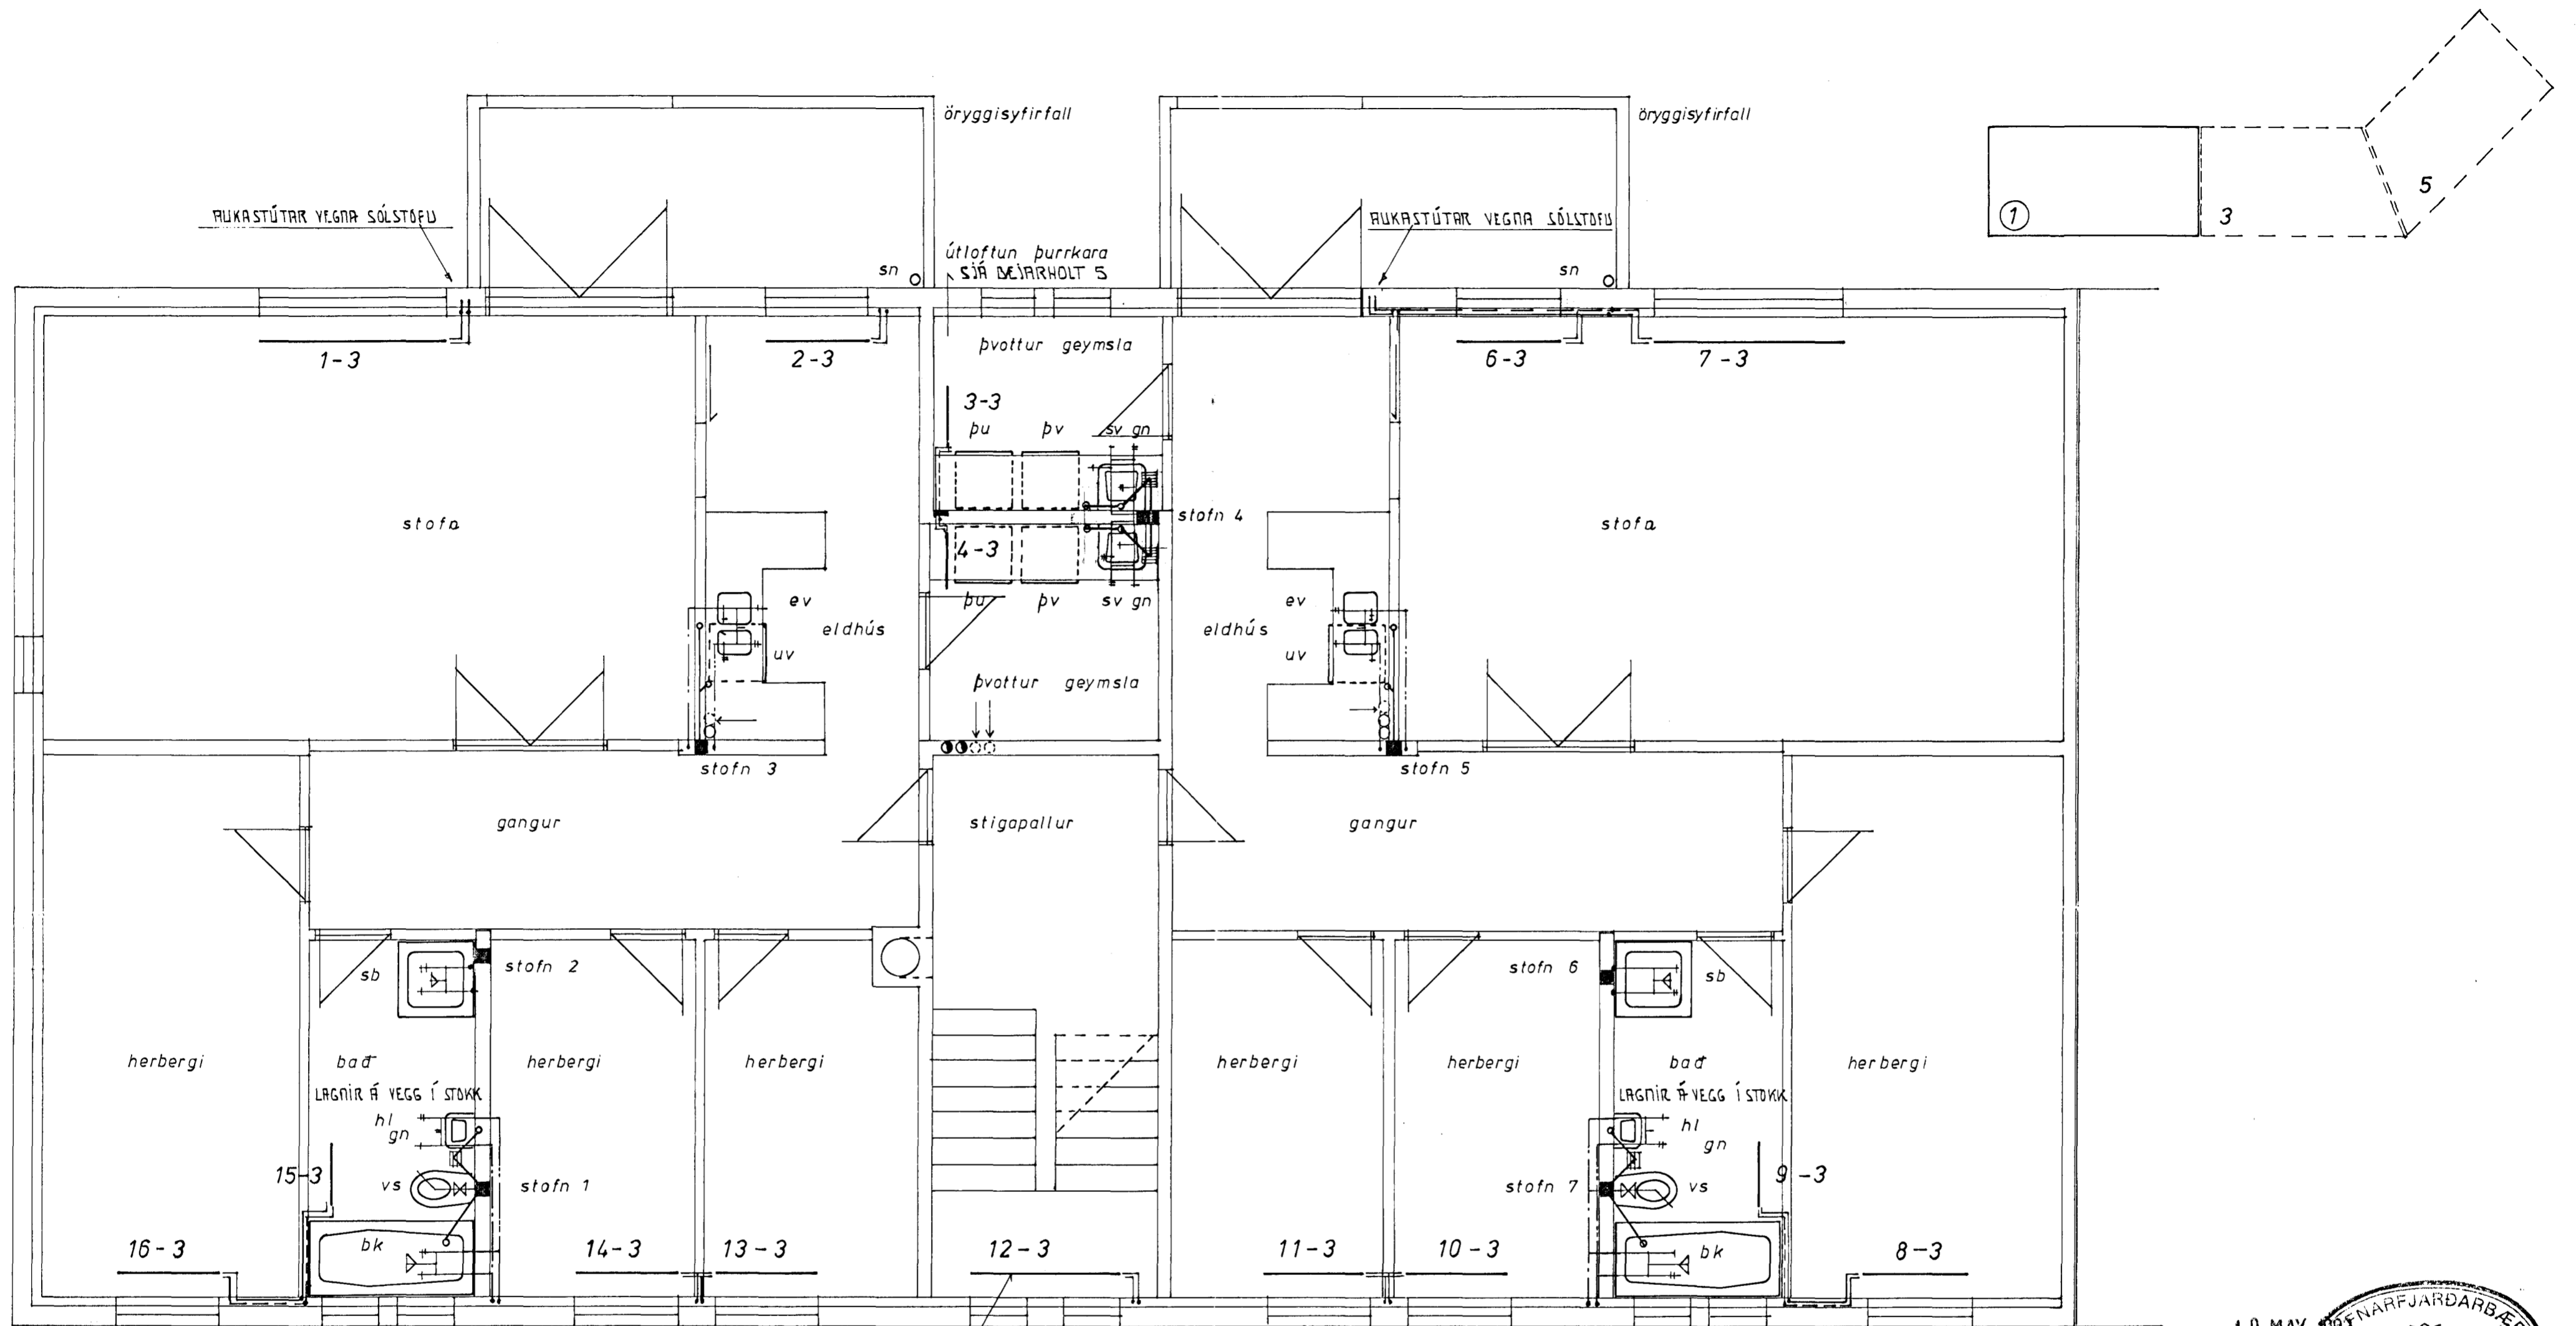 öryggisyfirfall
öryggisyfirfall
5
① 3
AUKASTÚTAR VEGNA SÓLSTOFU
AUKASTÚTAR VEGNA SÓLSTOFU
útloftun þurrkara
SJÁ DEJARHOLT 5
sn
sn
1-3
2-3
þvottur geymsla
6-3
7-3
3-3
þu þv sv gn
stofa
stofn 4
stofa
4-3
þu þv sv gn
ev
eldhús
uv
ev
eldhús
uv
þvottur geymsla
stofn 3
stofn 5
gangur
stigapallur
gangur
sb
stofn 2
stofn 6
sb
herbergi
bað
herbergi
herbergi
herbergi
herbergi
bað
herbergi
LAGNIR Á VEGG Í STOKK
LAGNIR Á VEGG Í STOKK
hl
gn
hl
gn
15-3
vs
stofn 1
stofn 7
vs
9-3
16-3
bk
14-3
13-3
12-3
11-3
10-3
bk
8-3